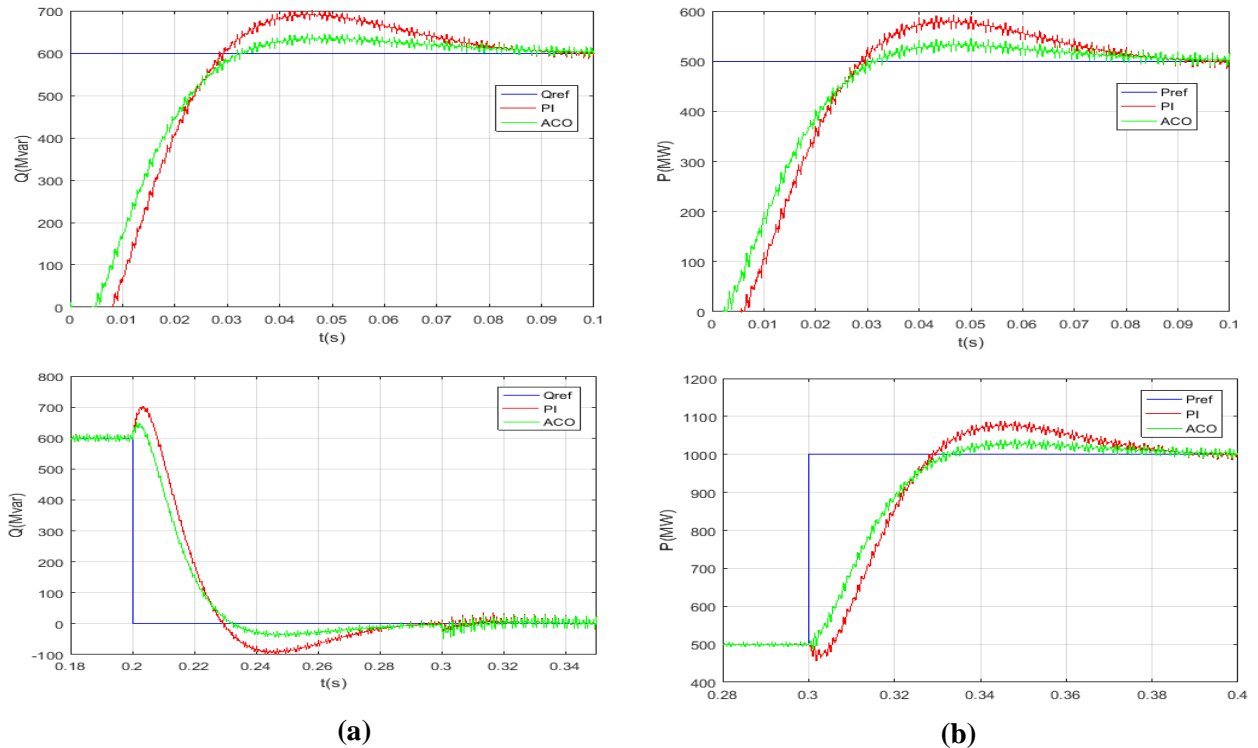 700
600
500
400
300
200
100
0
Q(Mvar)
Qref
PI
ACO
0 0.01 0.02 0.03 0.04 0.05 0.06 0.07 0.08 0.09 0.1
t(s)
600
500
400
300
200
100
0
P(MW)
Pref
PI
ACO
0 0.01 0.02 0.03 0.04 0.05 0.06 0.07 0.08 0.09 0.1
t(s)
800
700
600
500
400
300
200
100
0
-100
Q(Mvar)
Qref
PI
ACO
0.18 0.2 0.22 0.24 0.26 0.28 0.3 0.32 0.34
t(s)
1200
1100
1000
900
800
700
600
500
400
P(MW)
Pref
PI
ACO
0.28 0.3 0.32 0.34 0.36 0.38 0.4
t(s)
(a)
(b)